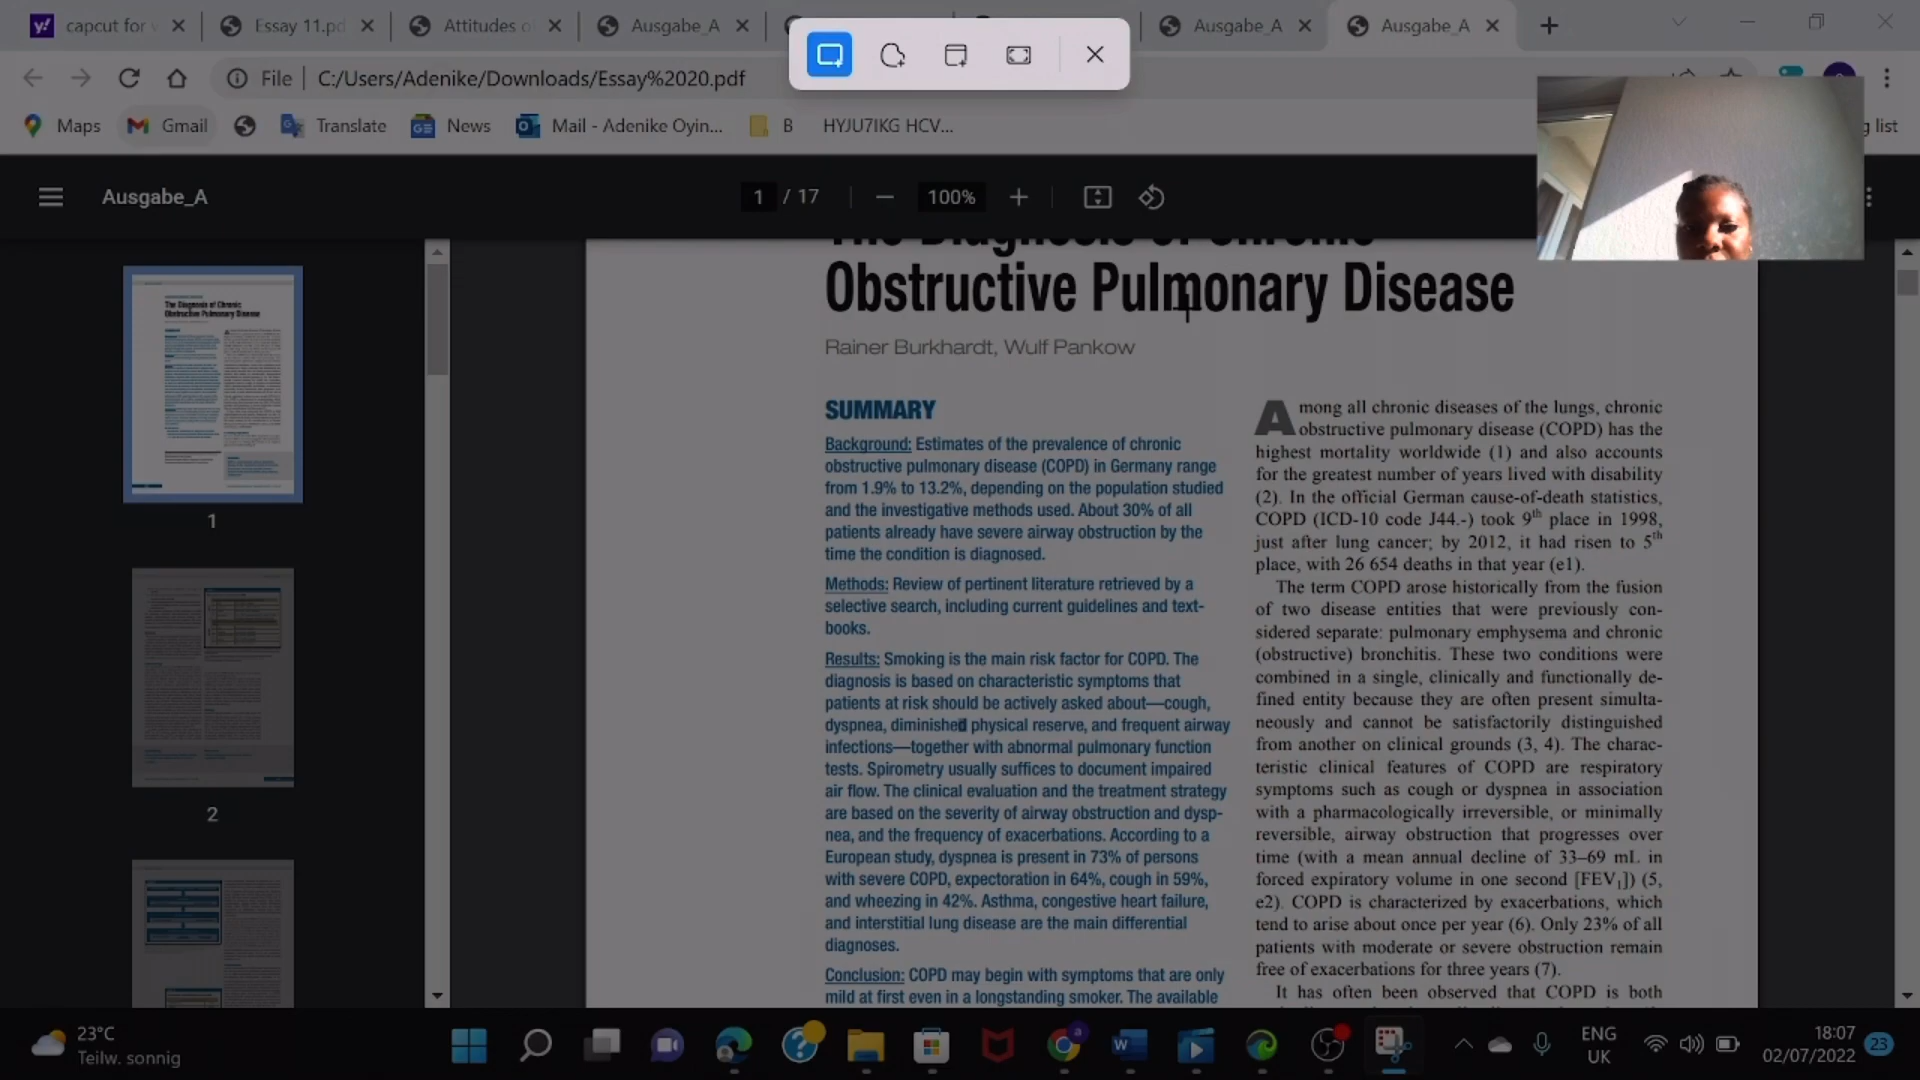 capcut for v
Essay 11.pd
Attitudes o
Ausgabe_A
Ausgabe_A
Ausgabe_A
File
C:/Users/Adenike/Downloads/Essay%2020.pdf
Maps
Gmail
Translate
News
Mail - Adenike Oyin...
B
HYJU7IKG HCV...
g list
Ausgabe_A
1 / 17
100%
The Diagnosis of Chronic
Obstructive Pulmonary Disease
Rainer Burkhardt, Wulf Pankow
SUMMARY
Background: Estimates of the prevalence of chronic
obstructive pulmonary disease (COPD) in Germany range
from 1.9% to 13.2%, depending on the population studied
and the investigative methods used. About 30% of all
patients already have severe airway obstruction by the
time the condition is diagnosed.
Methods: Review of pertinent literature retrieved by a
selective search, including current guidelines and text-
books.
Results: Smoking is the main risk factor for COPD. The
diagnosis is based on characteristic symptoms that
patients at risk should be actively asked about—cough,
dyspnea, diminished physical reserve, and frequent airway
infections—together with abnormal pulmonary function
tests. Spirometry usually suffices to document impaired
air flow. The clinical evaluation and the treatment strategy
are based on the severity of airway obstruction and dysp-
nea, and the frequency of exacerbations. According to a
European study, dyspnea is present in 73% of persons
with severe COPD, expectoration in 64%, cough in 59%,
and wheezing in 42%. Asthma, congestive heart failure,
and interstitial lung disease are the main differential
diagnoses.
Conclusion: COPD may begin with symptoms that are only
mild at first even in a longstanding smoker. The available
Among all chronic diseases of the lungs, chronic
obstructive pulmonary disease (COPD) has the
highest mortality worldwide (1) and also accounts
for the greatest number of years lived with disability
(2). In the official German cause-of-death statistics,
COPD (ICD-10 code J44.-) took 9th place in 1998,
just after lung cancer; by 2012, it had risen to 5th
place, with 26 654 deaths in that year (e1).
The term COPD arose historically from the fusion
of two disease entities that were previously con-
sidered separate: pulmonary emphysema and chronic
(obstructive) bronchitis. These two conditions were
combined in a single, clinically and functionally de-
fined entity because they are often present simulta-
neously and cannot be satisfactorily distinguished
from another on clinical grounds (3, 4). The charac-
teristic clinical features of COPD are respiratory
symptoms such as cough or dyspnea in association
with a pharmacologically irreversible, or minimally
reversible, airway obstruction that progresses over
time (with a mean annual decline of 33–69 mL in
forced expiratory volume in one second [FEV1]) (5,
e2). COPD is characterized by exacerbations, which
tend to arise about once per year (6). Only 23% of all
patients with moderate or severe obstruction remain
free of exacerbations for three years (7).
It has often been observed that COPD is both
The Diagnosis of Chronic
Obstructive Pulmonary Disease
1
2
23°C
Teilw. sonnig
ENG
UK
18:07
02/07/2022
23